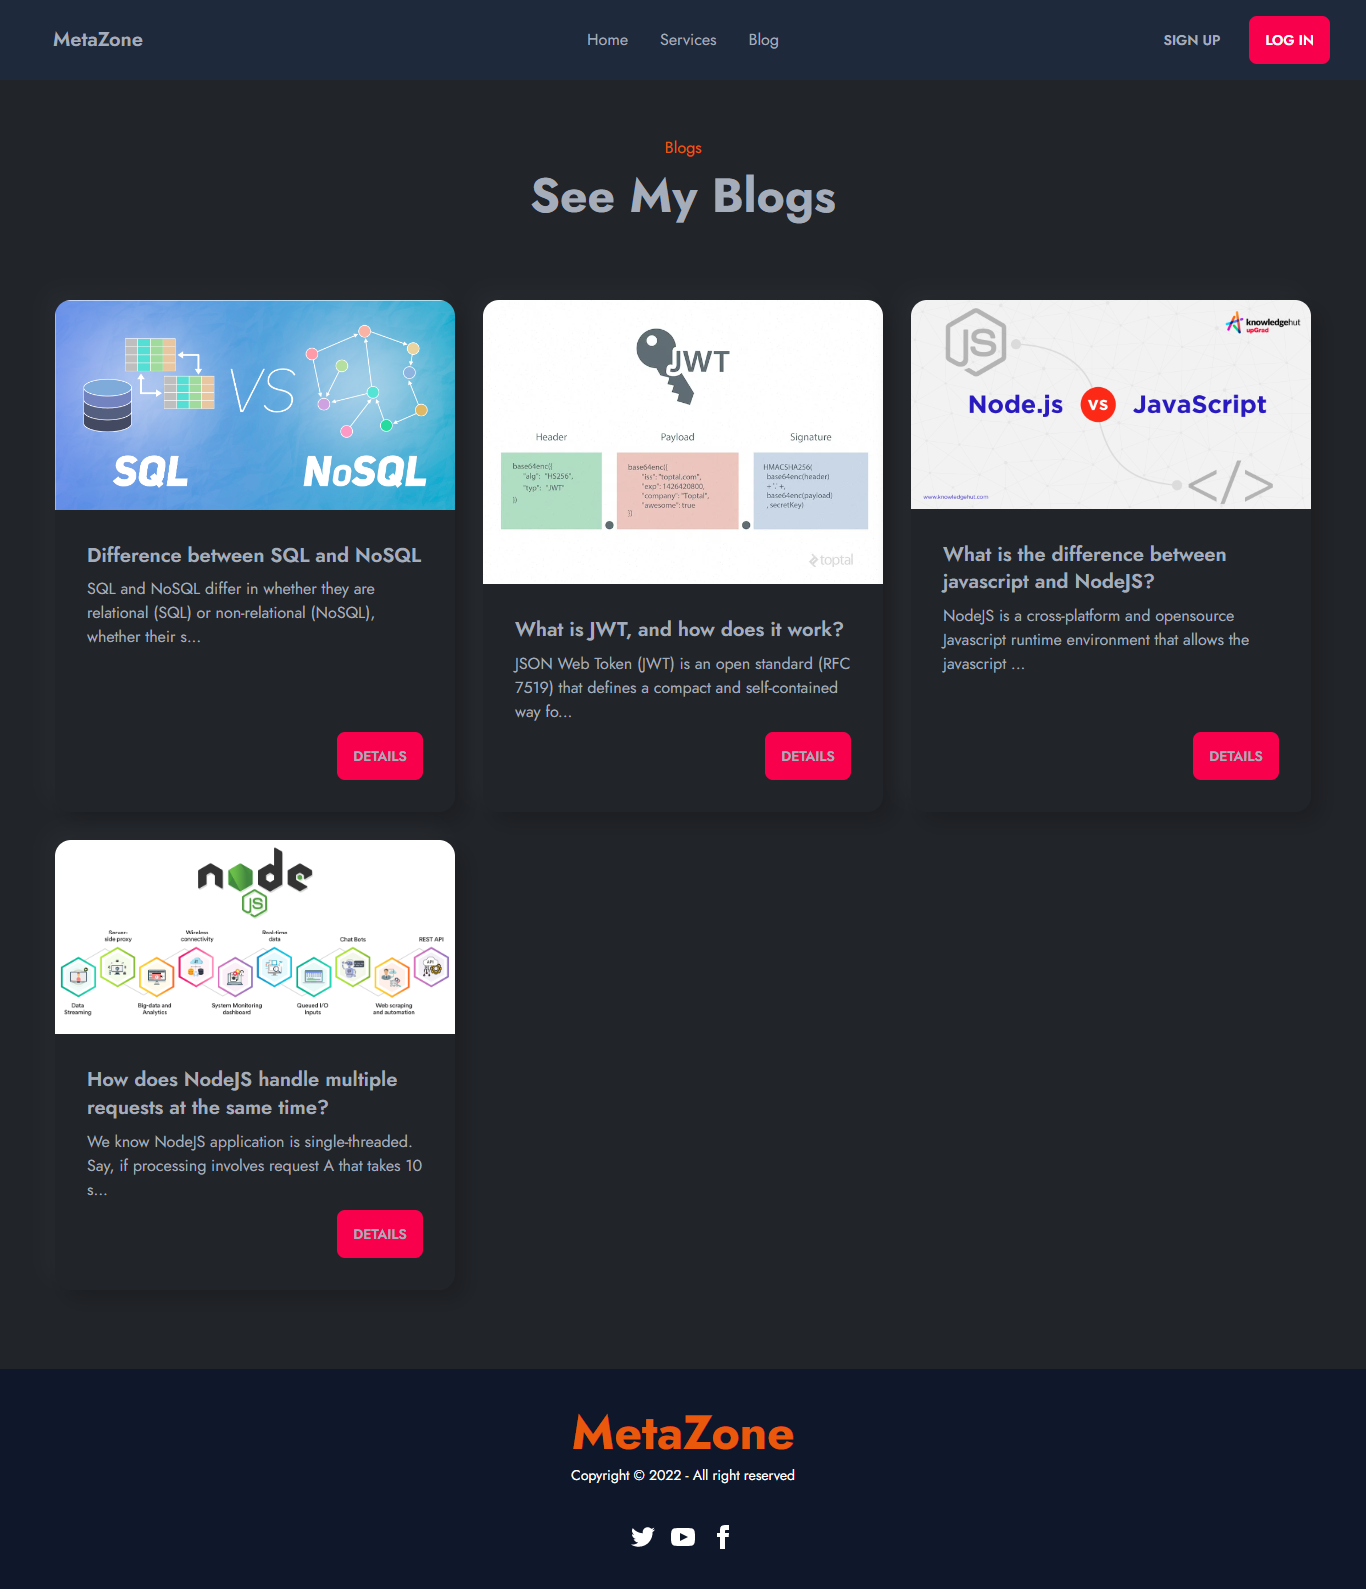 MetaZone
Home Services Blog
SIGN UP
LOG IN
Blogs
See My Blogs
VS
SQL
NoSQL
Difference between SQL and NoSQL
SQL and NoSQL differ in whether they are
relational (SQL) or non-relational (NoSQL),
whether their s...
DETAILS
JWT
Header
Payload
Signature
base64enc({
"alg": "HS256",
"typ": "JWT"
})
base64enc({
"iss": "toptal.com",
"exp": 1426420800,
"company": "Toptal",
"awesome": true
})
HMACSHA256(
base64enc(header)
+ '.' +,
base64enc(payload)
, secretKey)
toptal
What is JWT, and how does it work?
JSON Web Token (JWT) is an open standard (RFC
7519) that defines a compact and self-contained
way fo...
DETAILS
JS
knowledgehut
upGrad
Node.js vs JavaScript
</>
www.knowledgehut.com
What is the difference between
javascript and NodeJS?
NodeJS is a cross-platform and opensource
Javascript runtime environment that allows the
javascript ...
DETAILS
node
JS
Server-
side proxy
Wireless
connectivity
Real-time
data
Chat Bots
REST API
API
Data
Streaming
Big-data and
Analytics
System Monitoring
dashboard
Queued I/O
Inputs
Web scraping
and automation
How does NodeJS handle multiple
requests at the same time?
We know NodeJS application is single-threaded.
Say, if processing involves request A that takes 10
s...
DETAILS
MetaZone
Copyright © 2022 - All right reserved